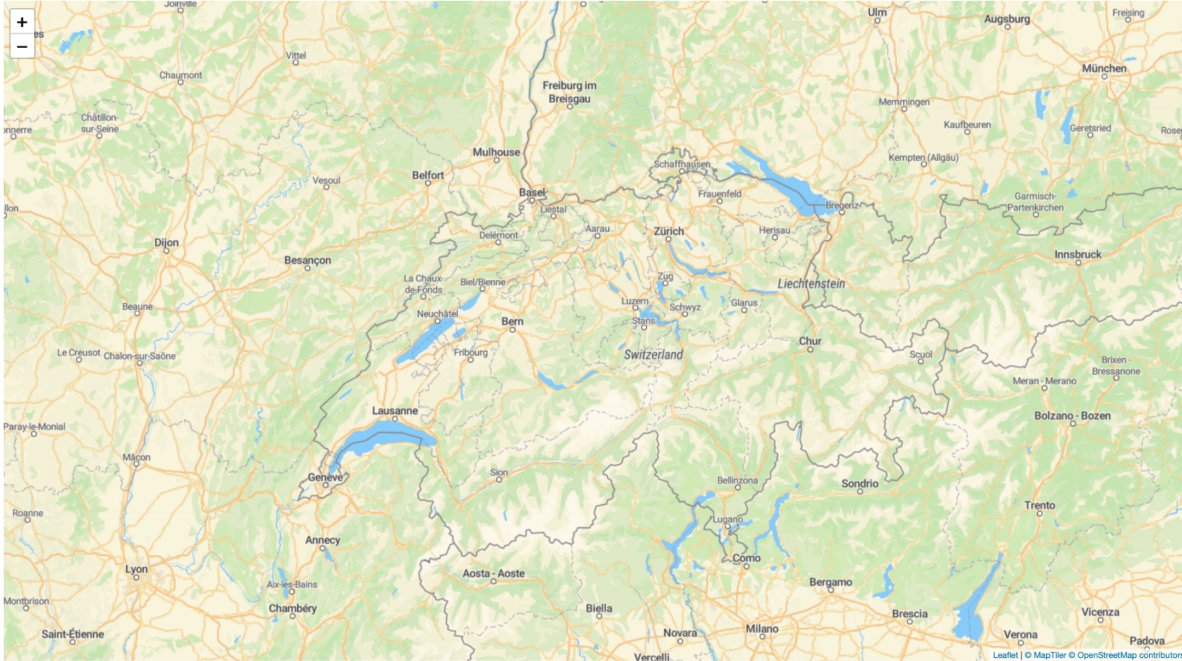 Joinville
Ulm
Augsburg
Freising
+
−
es
Vittel
Chaumont
München
Freiburg im
Breisgau
Memmingen
Châtillon-
sur-Seine
Kaufbeuren
Geretsried
onnerre
Rose
Mulhouse
Schaffhausen
Kempten (Allgäu)
Belfort
Vesoul
Basel
Frauenfeld
Garmisch-
Partenkirchen
llon
Liestal
Bregenz
Delémont
Aarau
Zürich
Herisau
Dijon
Besançon
Innsbruck
La Chaux-
de-Fonds
Biel/Bienne
Zug
Liechtenstein
Beaune
Neuchâtel
Luzern
Schwyz
Glarus
Bern
Stans
Chur
Le Creusot
Chalon-sur-Saône
Fribourg
Switzerland
Scuol
Brixen -
Bressanone
Meran - Merano
Lausanne
Bolzano - Bozen
Paray-le-Monial
Mâcon
Genève
Sion
Bellinzona
Sondrio
Roanne
Trento
Lugano
Annecy
Como
Lyon
Aosta - Aoste
Aix-les-Bains
Bergamo
Montbrison
Chambéry
Biella
Brescia
Vicenza
Saint-Étienne
Novara
Milano
Verona
Padova
Vercelli
Leaflet | © MapTiler © OpenStreetMap contributors